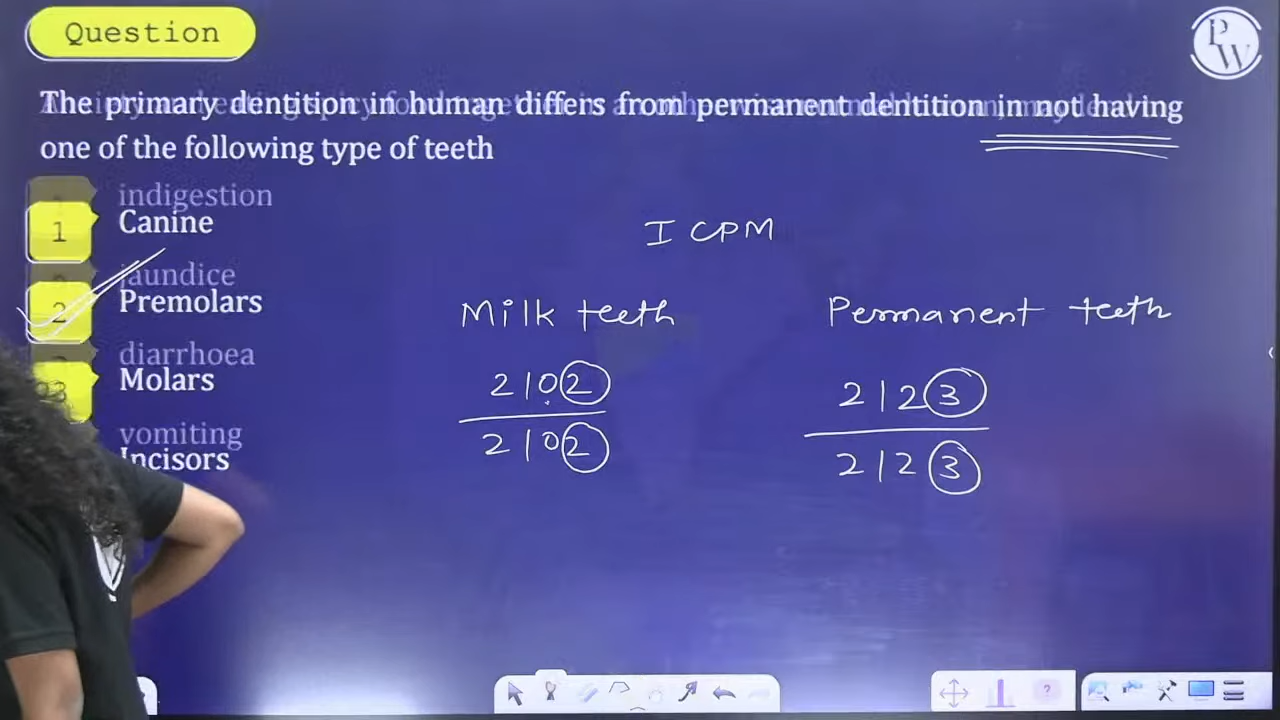 Question
PW
The primary dentition in human differs from permanent dentition in not having
one of the following type of teeth
indigestion
1 Canine
jaundice
2 Premolars
diarrhoea
3 Molars
vomiting
Incisors
I CPM
Milk teeth
2102
2102
Permanent teeth
2123
2123
?